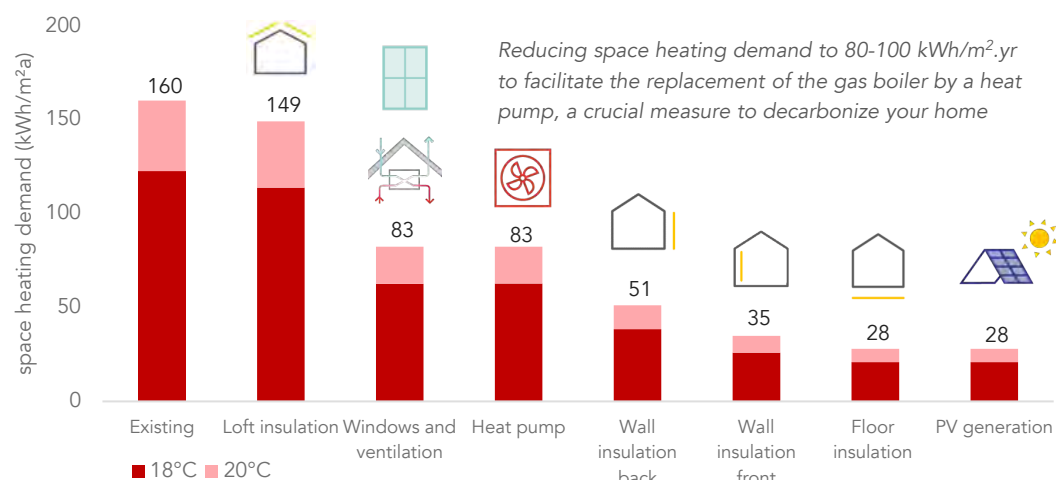 200
150
100
50
0
space heating demand (kWh/m²a)
Reducing space heating demand to 80-100 kWh/m².yr
to facilitate the replacement of the gas boiler by a heat
pump, a crucial measure to decarbonize your home
160
149
83
83
51
35
28
28
Existing
Loft insulation
Windows and
ventilation
Heat pump
Wall
insulation
back
Wall
insulation
front
Floor
insulation
PV generation
18°C
20°C